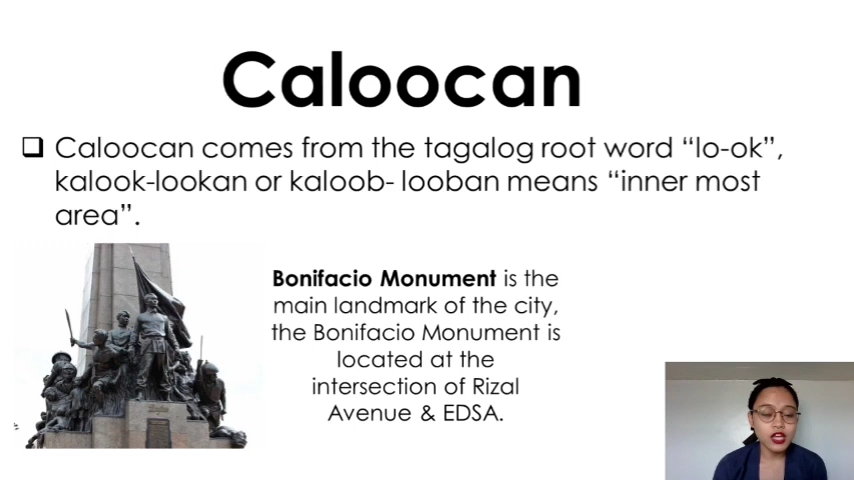 Caloocan
❑ Caloocan comes from the tagalog root word “lo-ok”,
kalook-lookan or kaloob- looban means “inner most
area”.
Bonifacio Monument is the
main landmark of the city,
the Bonifacio Monument is
located at the
intersection of Rizal
Avenue & EDSA.